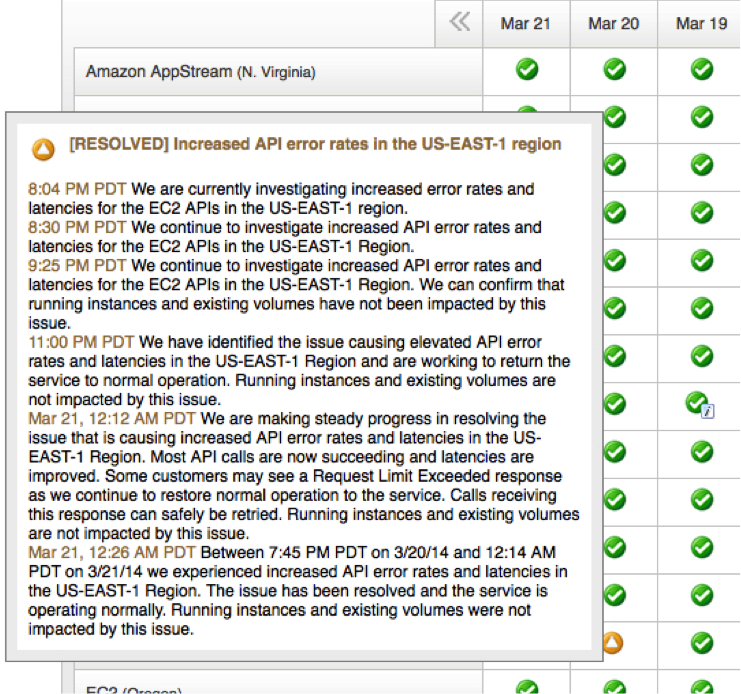 Mar 21 Mar 20 Mar 19
Amazon AppStream (N. Virginia)
[RESOLVED] Increased API error rates in the US-EAST-1 region
8:04 PM PDT We are currently investigating increased error rates and
latencies for the EC2 APIs in the US-EAST-1 region.
8:30 PM PDT We continue to investigate increased API error rates and
latencies for the EC2 APIs in the US-EAST-1 Region.
9:25 PM PDT We continue to investigate increased API error rates and
latencies for the EC2 APIs in the US-EAST-1 Region. We can confirm that
running instances and existing volumes have not been impacted by this
issue.
11:00 PM PDT We have identified the issue causing elevated API error
rates and latencies in the US-EAST-1 Region and are working to return the
service to normal operation. Running instances and existing volumes are
not impacted by this issue.
Mar 21, 12:12 AM PDT We are making steady progress in resolving the
issue that is causing increased API error rates and latencies in the US-
EAST-1 Region. Most API calls are now succeeding and latencies are
improved. Some customers may see a Request Limit Exceeded response
as we continue to restore normal operation to the service. Calls receiving
this response can safely be retried. Running instances and existing volumes
are not impacted by this issue.
Mar 21, 12:26 AM PDT Between 7:45 PM PDT on 3/20/14 and 12:14 AM
PDT on 3/21/14 we experienced increased API error rates and latencies in
the US-EAST-1 Region. The issue has been resolved and the service is
operating normally. Running instances and existing volumes were not
impacted by this issue.
EC2 (Oregon)